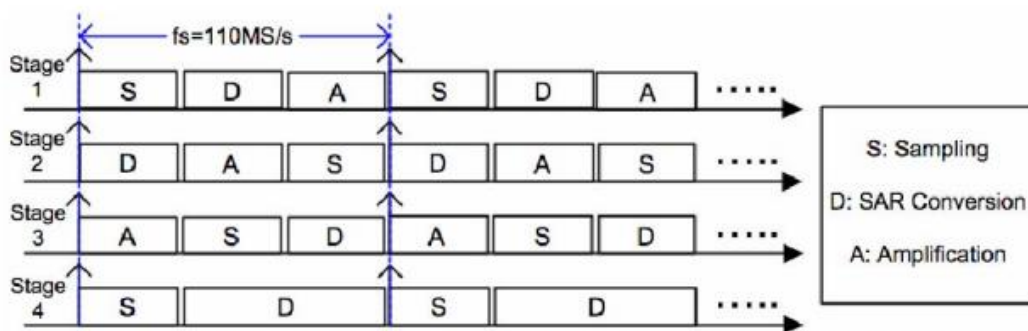 fs=110MS/s
Stage
1
S D A S D A .....
Stage
2
D A S D A S .....
Stage
3
A S D A S D .....
Stage
4
S D S D .....
S: Sampling
D: SAR Conversion
A: Amplification